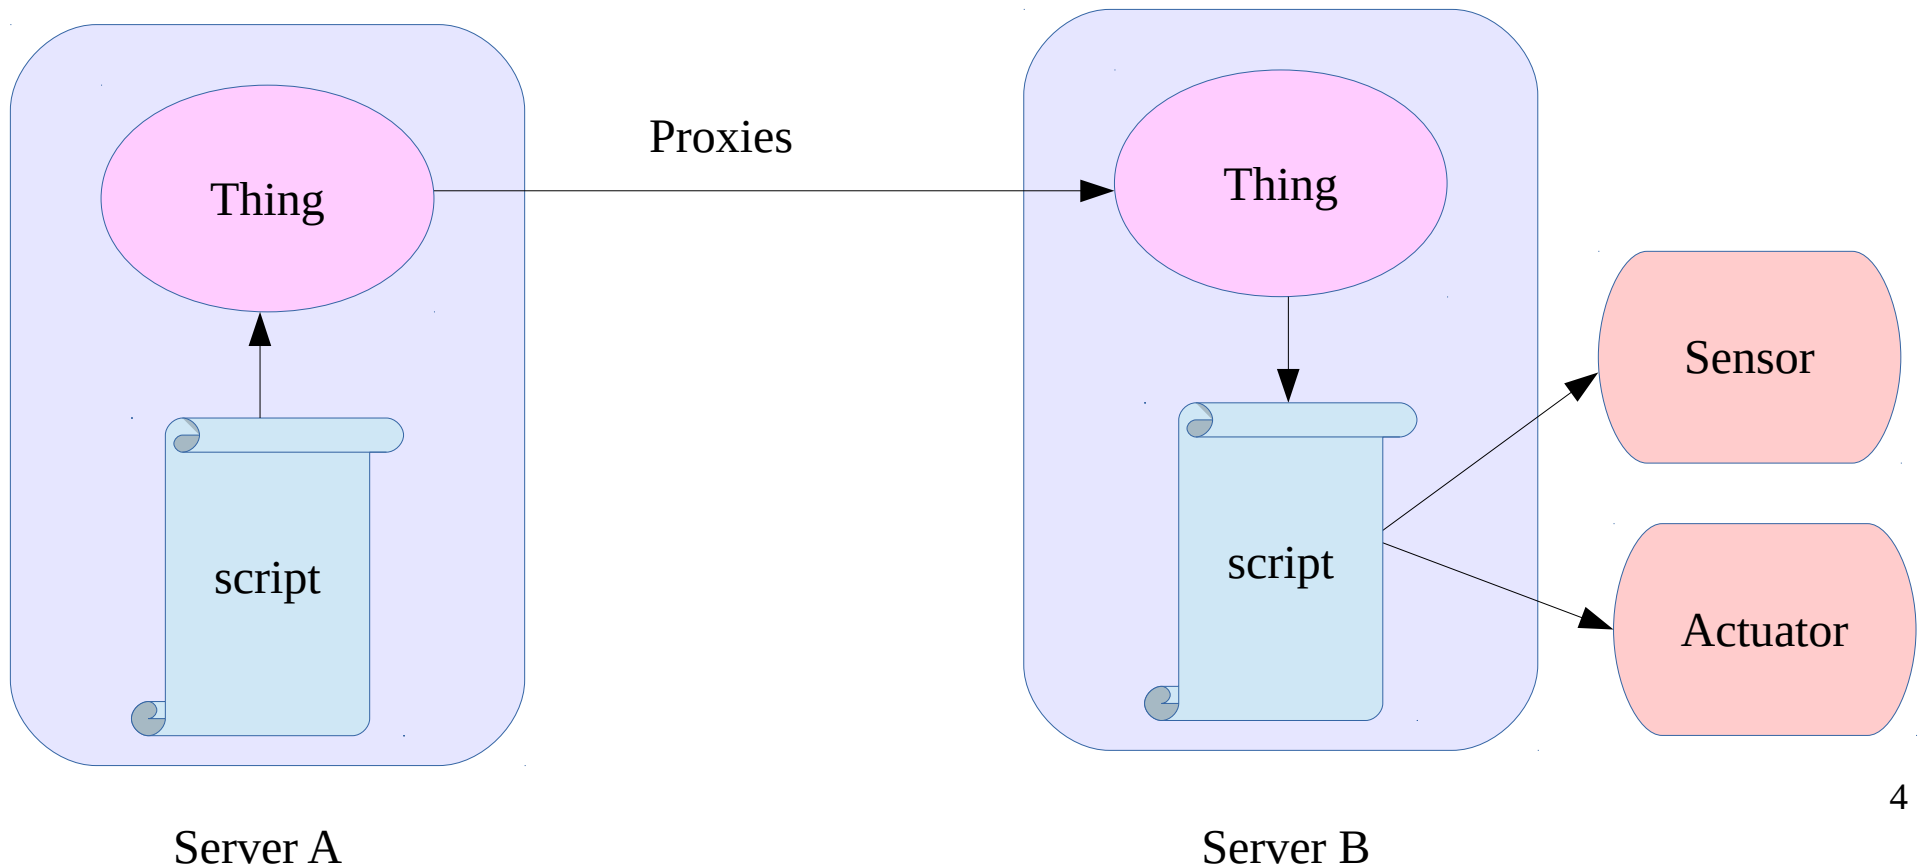 Proxies
Thing
script
Server A
Thing
script
Server B
Sensor
Actuator
4